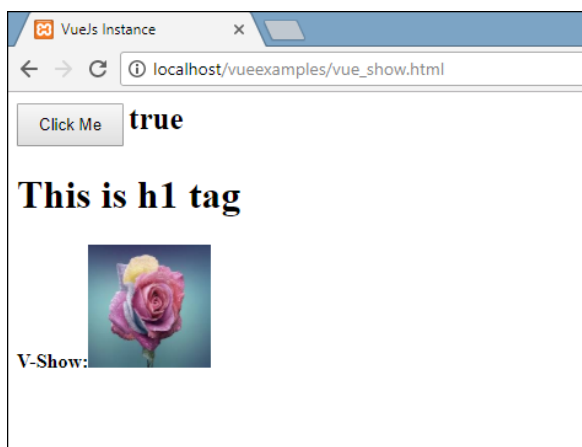 VueJs Instance
localhost/vueexamples/vue_show.html
Click Me true
This is h1 tag
V-Show: